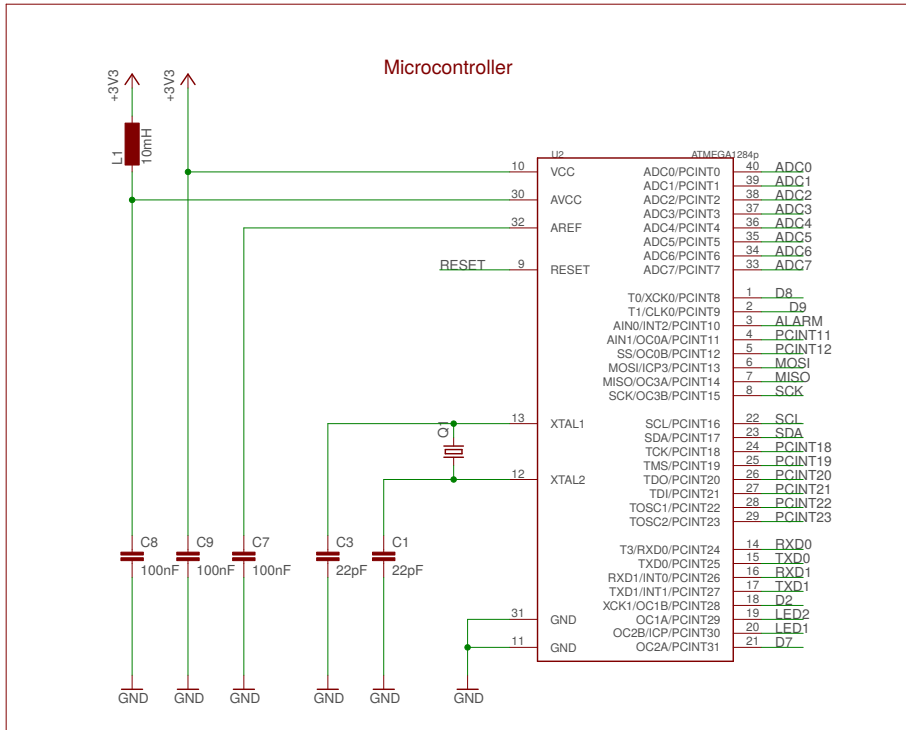 Microcontroller
+3V3
+3V3
L1
10mH
U2
ATMEGA1284p
10 VCC
30 AVCC
32 AREF
RESET 9 RESET
13 XTAL1
Q1
12 XTAL2
31 GND
11 GND
ADC0/PCINT0 40 ADC0
ADC1/PCINT1 39 ADC1
ADC2/PCINT2 38 ADC2
ADC3/PCINT3 37 ADC3
ADC4/PCINT4 36 ADC4
ADC5/PCINT5 35 ADC5
ADC6/PCINT6 34 ADC6
ADC7/PCINT7 33 ADC7
T0/XCK0/PCINT8 1 D8
T1/CLK0/PCINT9 2 D9
AIN0/INT2/PCINT10 3 ALARM
AIN1/OC0A/PCINT11 4 PCINT11
SS/OC0B/PCINT12 5 PCINT12
MOSI/ICP3/PCINT13 6 MOSI
MISO/OC3A/PCINT14 7 MISO
SCK/OC3B/PCINT15 8 SCK
SCL/PCINT16 22 SCL
SDA/PCINT17 23 SDA
TCK/PCINT18 24 PCINT18
TMS/PCINT19 25 PCINT19
TDO/PCINT20 26 PCINT20
TDI/PCINT21 27 PCINT21
TOSC1/PCINT22 28 PCINT22
TOSC2/PCINT23 29 PCINT23
T3/RXD0/PCINT24 14 RXD0
TXD0/PCINT25 15 TXD0
RXD1/INT0/PCINT26 16 RXD1
TXD1/INT1/PCINT27 17 TXD1
XCK1/OC1B/PCINT28 18 D2
OC1A/PCINT29 19 LED2
OC2B/ICP/PCINT30 20 LED1
OC2A/PCINT31 21 D7
C8 C9 C7 C3 C1
100nF 100nF 100nF 22pF 22pF
GND GND GND GND GND GND